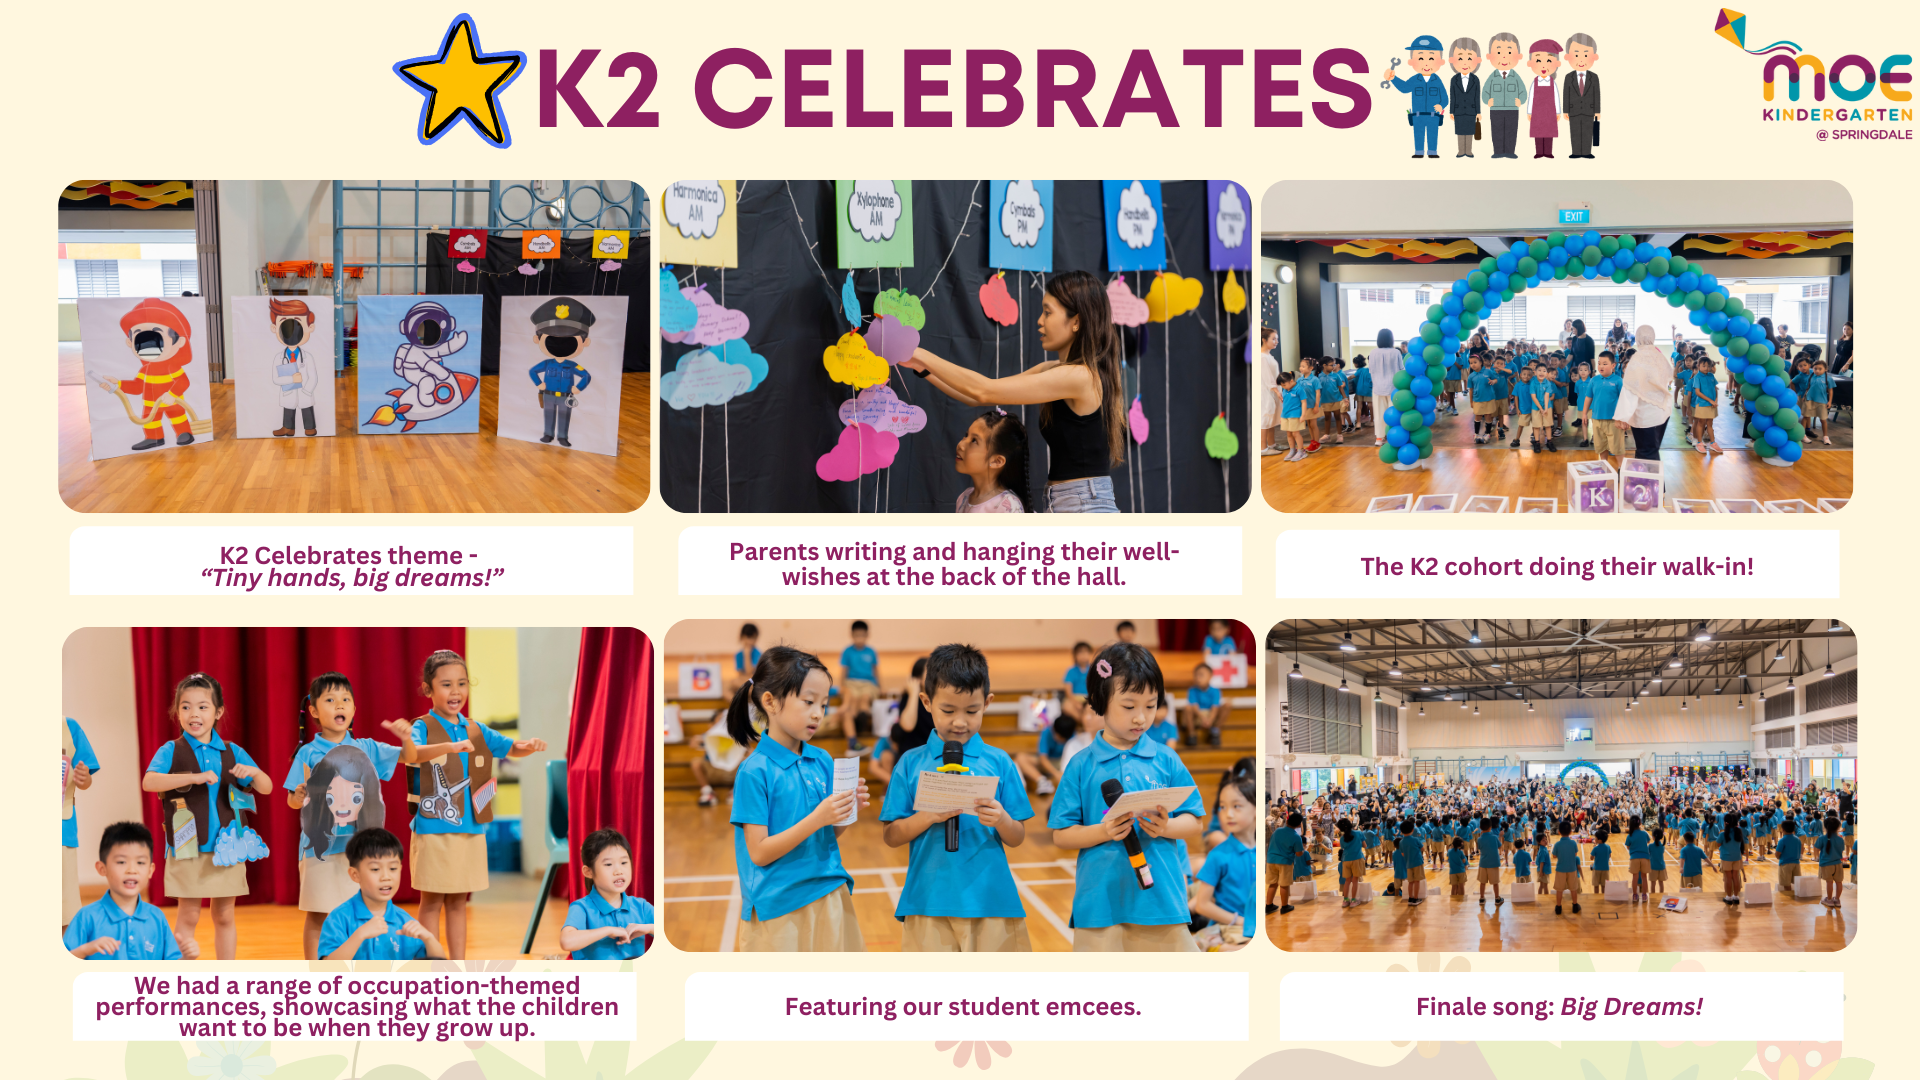 K2 CELEBRATES
MOE
KINDERGARTEN
@ SPRINGDALE
Harmonica
AM
Xylophone
AM
Cymbals
PM
Handbells
PM
EXIT
K 2
K2 Celebrates theme -
“Tiny hands, big dreams!”
Parents writing and hanging their well-
wishes at the back of the hall.
The K2 cohort doing their walk-in!
B
We had a range of occupation-themed
performances, showcasing what the children
want to be when they grow up.
Featuring our student emcees.
Finale song: Big Dreams!